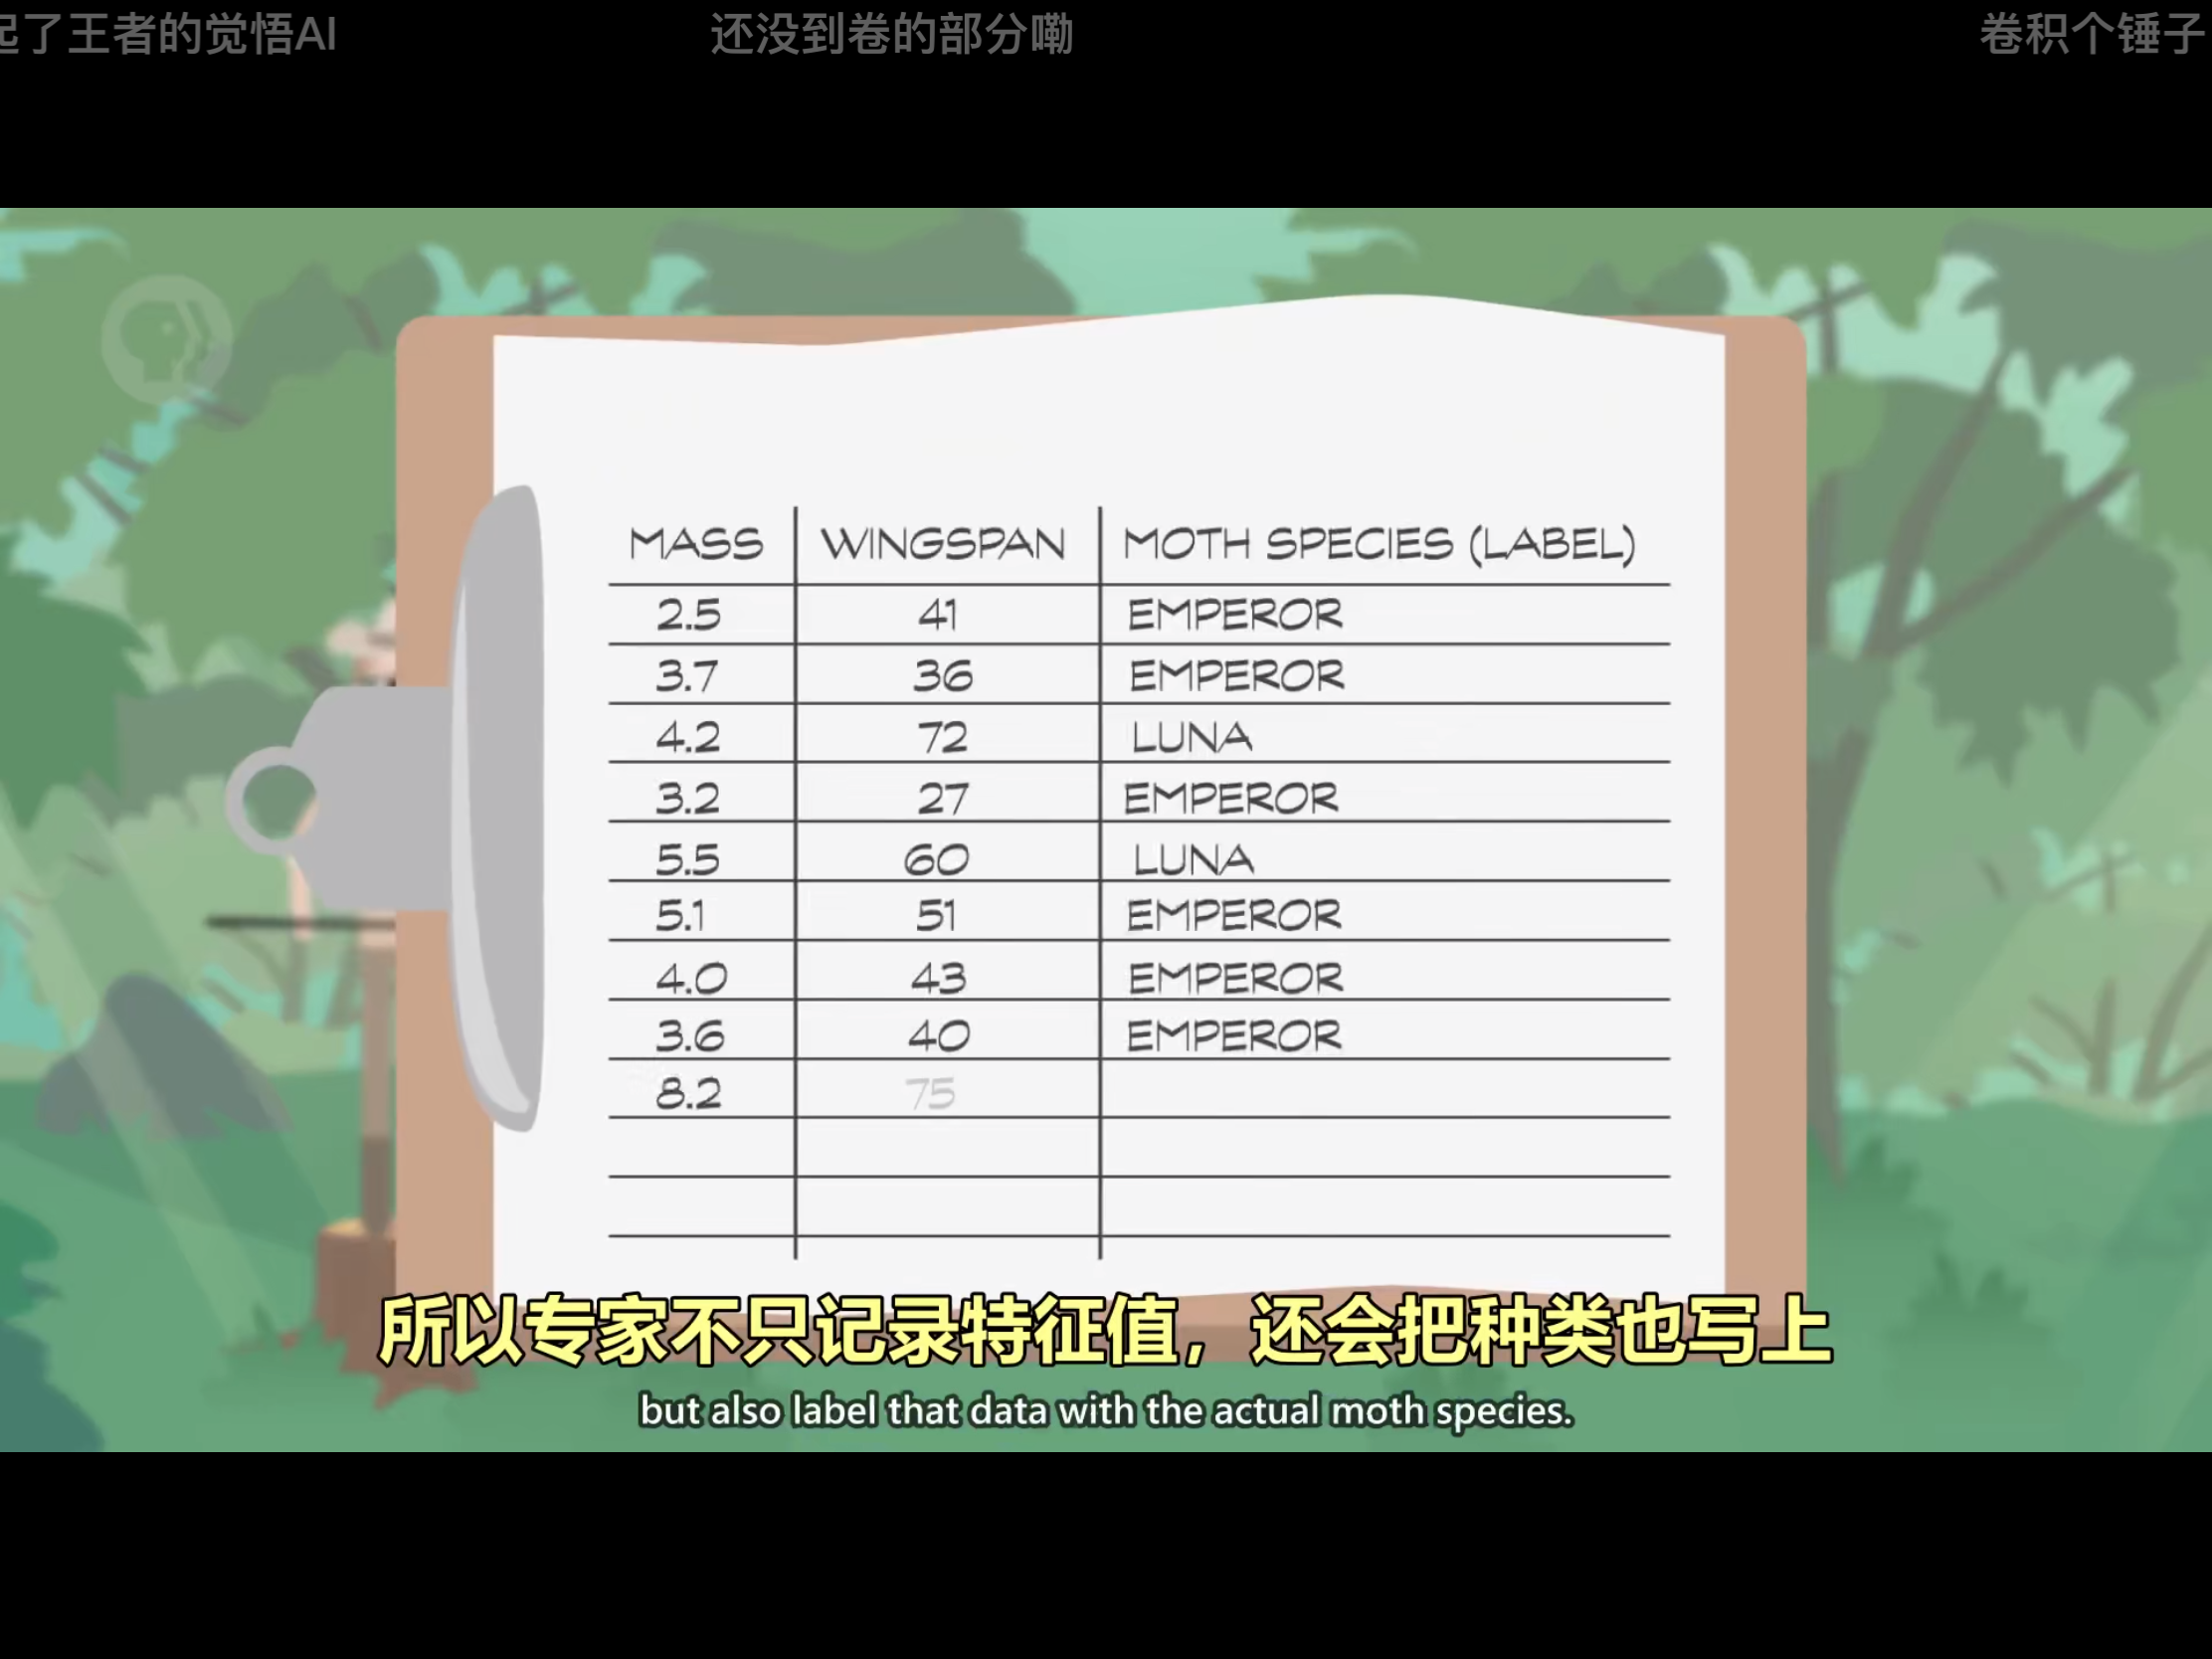 起了王者的觉悟AI 还没到卷的部分嘞 卷积个锤子
MASS WINGSPAN MOTH SPECIES (LABEL)
2.5 41 EMPEROR
3.7 36 EMPEROR
4.2 72 LUNA
3.2 27 EMPEROR
5.5 60 LUNA
5.1 51 EMPEROR
4.0 43 EMPEROR
3.6 40 EMPEROR
8.2 75
所以专家不只记录特征值，还会把种类也写上
but also label that data with the actual moth species.